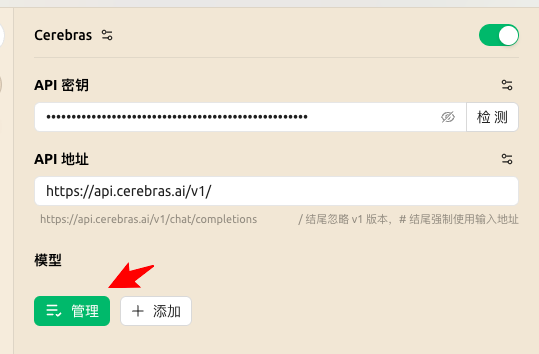 Cerebras
API 密钥
•••••••••••••••••••••••••••••••••••••••••••••••••••• 检 测
API 地址
https://api.cerebras.ai/v1/
https://api.cerebras.ai/v1/chat/completions / 结尾忽略 v1 版本，# 结尾强制使用输入地址
模型
管理 + 添加